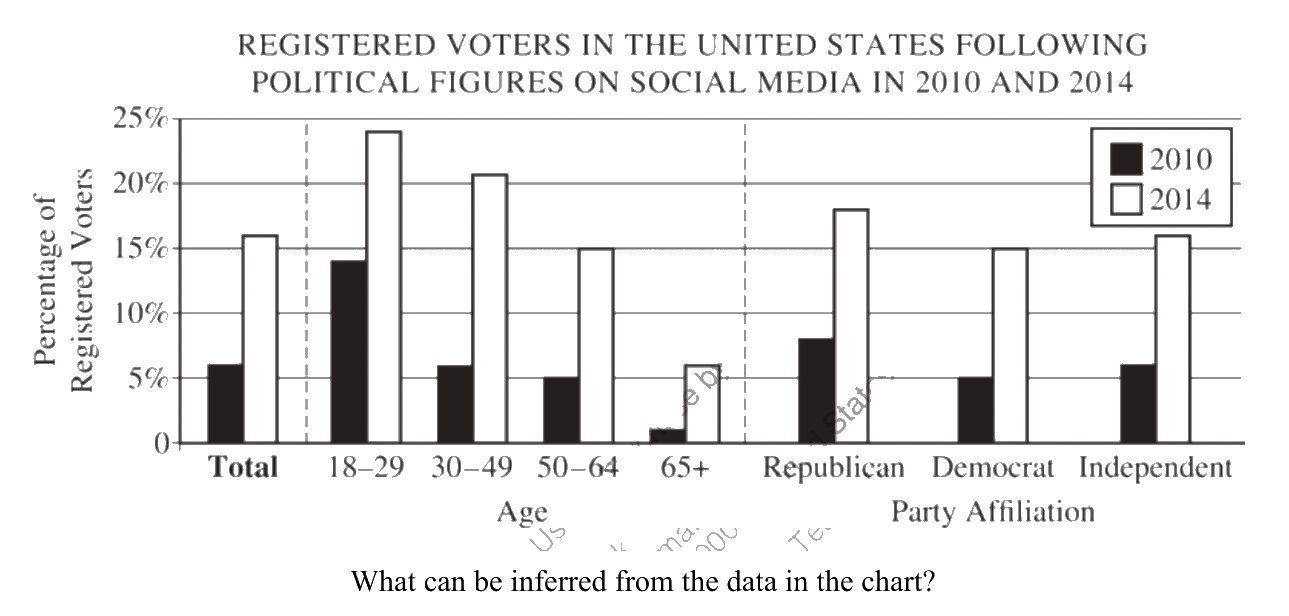 REGISTERED VOTERS IN THE UNITED STATES FOLLOWING
POLITICAL FIGURES ON SOCIAL MEDIA IN 2010 AND 2014
Percentage of
Registered Voters
25%
20%
15%
10%
5%
0
2010
2014
Total 18–29 30–49 50–64 65+ Republican Democrat Independent
Age Party Affiliation
What can be inferred from the data in the chart?